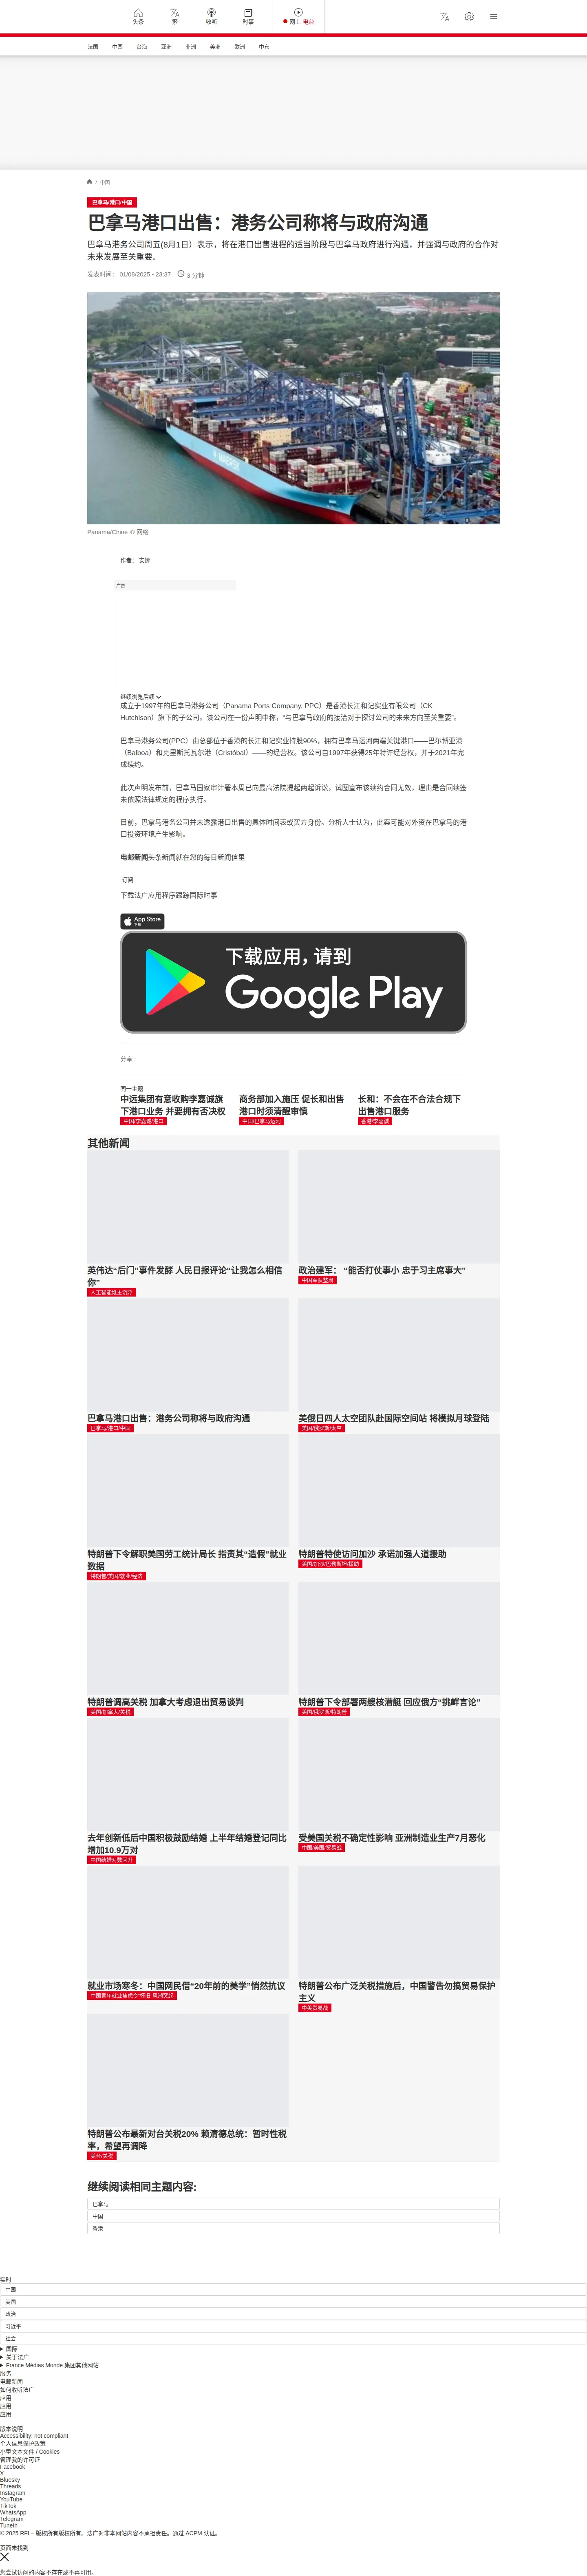 头条
繁
收听
时事
网上 电台
法国 中国 台海 亚洲 非洲 美洲 欧洲 中东
/ 中国
巴拿马/港口/中国
巴拿马港口出售：港务公司称将与政府沟通
巴拿马港务公司周五(8月1日）表示，将在港口出售进程的适当阶段与巴拿马政府进行沟通，并强调与政府的合作对
未来发展至关重要。
发表时间： 01/08/2025 - 23:37 3 分钟
Panama/Chine © 网络
作者： 安娜
广告
继续浏览后续
成立于1997年的巴拿马港务公司（Panama Ports Company, PPC）是香港长江和记实业有限公司（CK
Hutchison）旗下的子公司。该公司在一份声明中称，“与巴拿马政府的接洽对于探讨公司的未来方向至关重要”。
巴拿马港务公司(PPC）由总部位于香港的长江和记实业持股90%，拥有巴拿马运河两端关键港口——巴尔博亚港
（Balboa）和克里斯托瓦尔港（Cristóbal）——的经营权。该公司自1997年获得25年特许经营权，并于2021年完
成续约。
此次声明发布前，巴拿马国家审计署本周已向最高法院提起两起诉讼，试图宣布该续约合同无效，理由是合同续签
未依照法律规定的程序执行。
目前，巴拿马港务公司并未透露港口出售的具体时间表或买方身份。分析人士认为，此案可能对外资在巴拿马的港
口投资环境产生影响。
电邮新闻头条新闻就在您的每日新闻信里
订阅
下载法广应用程序跟踪国际时事
App Store
下载
下载应用，请到
Google Play
分享 :
同一主题
中远集团有意收购李嘉诚旗
下港口业务 并要拥有否决权
中国/李嘉诚/港口
商务部加入施压 促长和出售
港口时须清醒审慎
中国/巴拿马运河
长和：不会在不合法合规下
出售港口服务
香港/李嘉诚
其他新闻
英伟达“后门”事件发酵 人民日报评论“让我怎么相信
你”
人工智能谁主沉浮
政治建军： “能否打仗事小 忠于习主席事大”
中国军队整肃
巴拿马港口出售：港务公司称将与政府沟通
巴拿马/港口/中国
美俄日四人太空团队赴国际空间站 将模拟月球登陆
美国/俄罗斯/太空
特朗普下令解职美国劳工统计局长 指责其“造假”就业
数据
特朗普/美国/就业/经济
特朗普特使访问加沙 承诺加强人道援助
美国/加沙/巴勒斯坦/援助
特朗普调高关税 加拿大考虑退出贸易谈判
美国/加拿大/关税
特朗普下令部署两艘核潜艇 回应俄方“挑衅言论”
美国/俄罗斯/特朗普
去年创新低后中国积极鼓励结婚 上半年结婚登记同比
增加10.9万对
中国结婚对数回升
受美国关税不确定性影响 亚洲制造业生产7月恶化
中国/美国/贸易战
就业市场寒冬：中国网民借“20年前的美学”悄然抗议
中国青年就业焦虑令“怀旧”风潮突起
特朗普公布广泛关税措施后，中国警告勿搞贸易保护
主义
中美贸易战
特朗普公布最新对台关税20% 赖清德总统：暂时性税
率，希望再调降
美台/关税
继续阅读相同主题内容:
巴拿马
中国
香港
实时
中国
美国
政治
习近平
社会
国际
关于法广
France Médias Monde 集团其他网站
服务
电邮新闻
如何收听法广
应用
应用
应用
版本说明
Accessibility: not compliant
个人信息保护政策
小型文本文件 / Cookies
管理我的许可证
Facebook
X
Bluesky
Threads
Instagram
YouTube
TikTok
WhatsApp
Telegram
TuneIn
© 2025 RFI – 版权所有版权所有。法广对非本网站内容不承担责任。通过 ACPM 认证。
页面未找到
您尝试访问的内容不存在或不再可用。